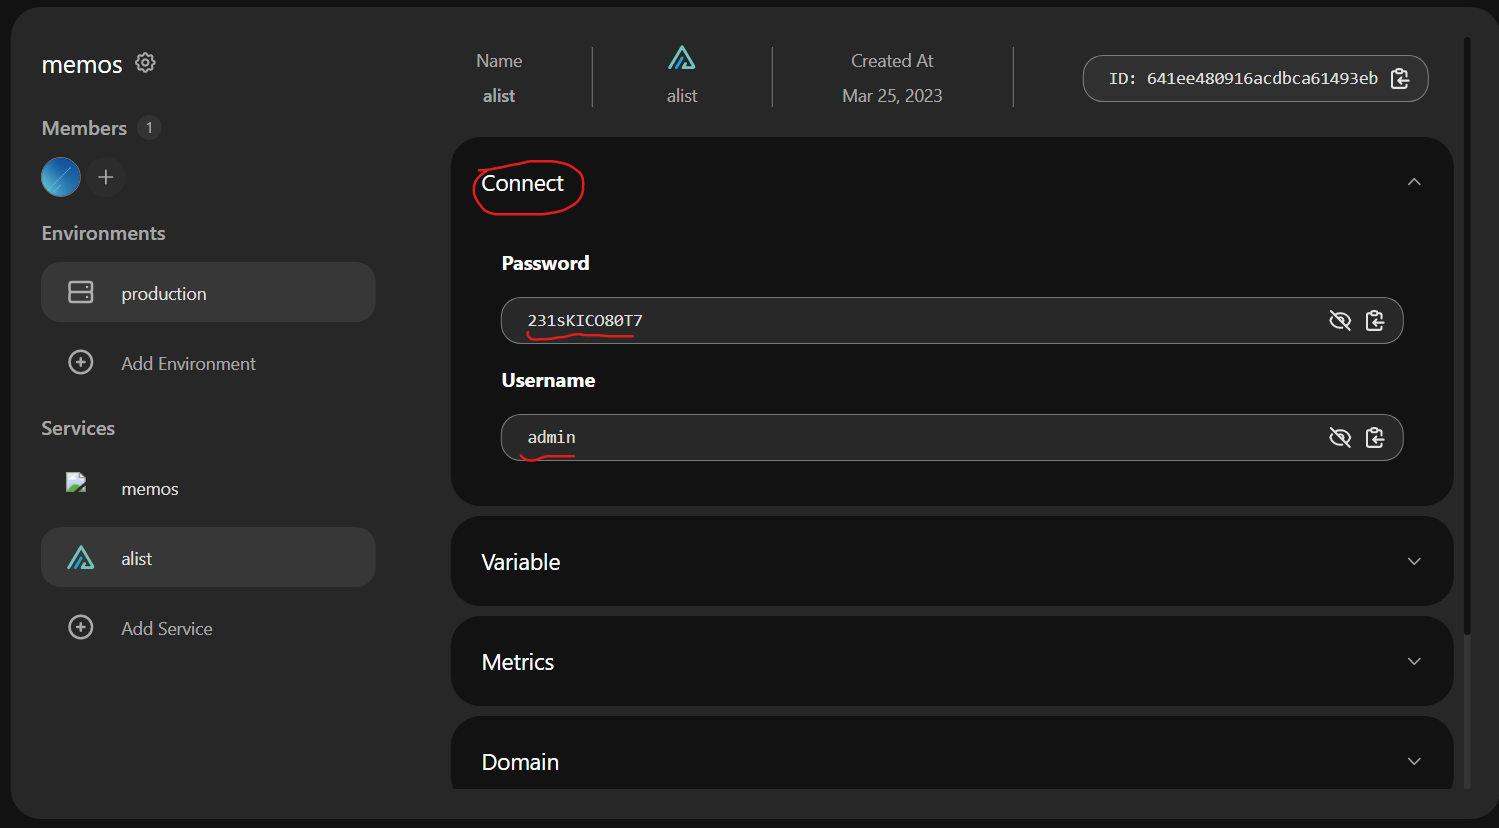 memos
Members 1
Environments
production
Add Environment
Services
memos
alist
Add Service
Name
alist
alist
Created At
Mar 25, 2023
ID: 641ee480916acdbca61493eb
Connect
Password
231sKICO80T7
Username
admin
Variable
Metrics
Domain